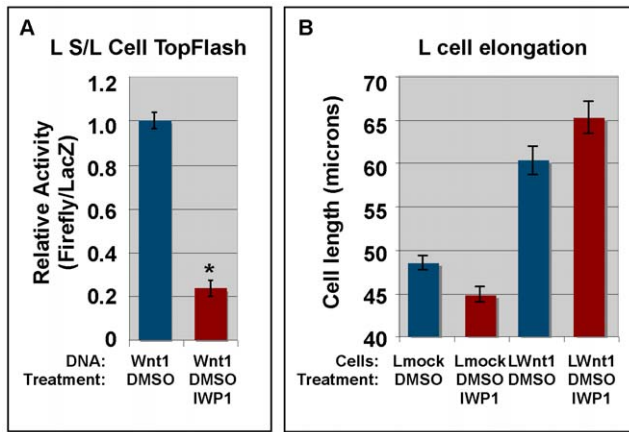 A
L S/L Cell TopFlash
Relative Activity
(Firefly/LacZ)
1.2
1.0
0.8
0.6
0.4
0.2
0
*
DNA: Wnt1 Wnt1
Treatment: DMSO DMSO
IWP1
B
L cell elongation
Cell length (microns)
70
65
60
55
50
45
40
Cells: Lmock Lmock LWnt1 LWnt1
Treatment: DMSO DMSO DMSO DMSO
IWP1 IWP1